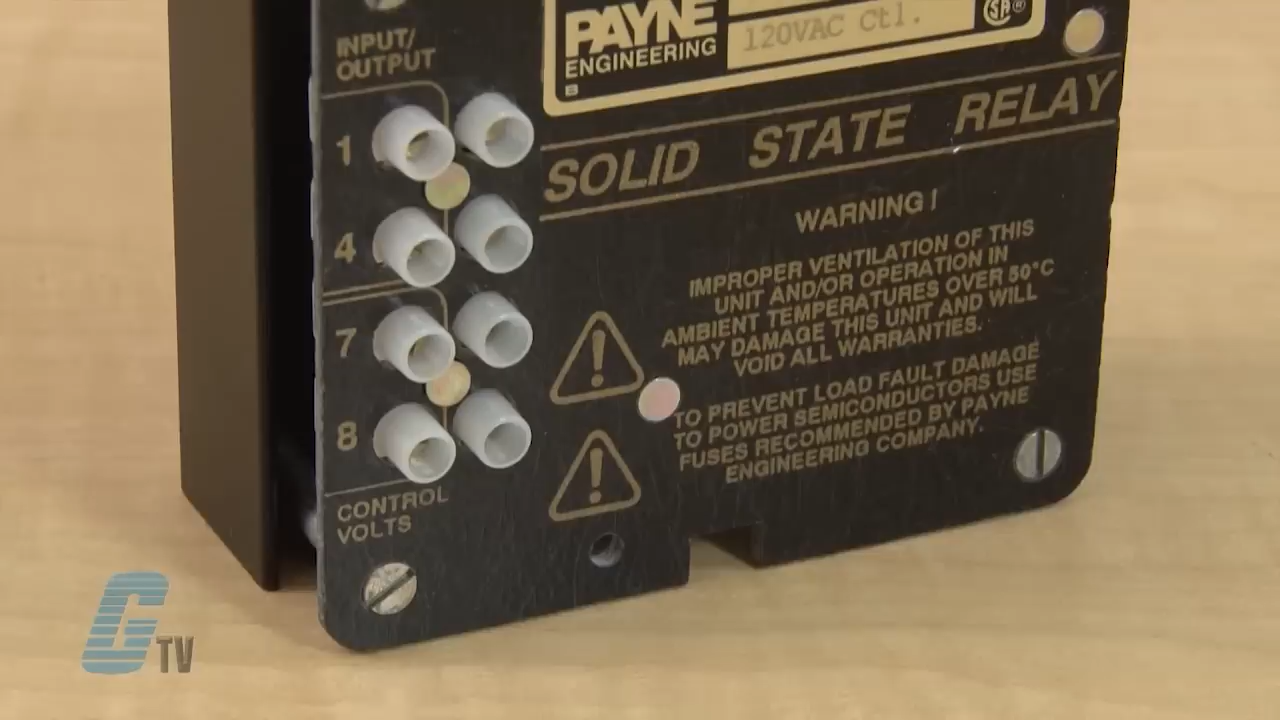 INPUT/
OUTPUT
1
4
7
8
CONTROL
VOLTS
PAYNE
ENGINEERING
B
120VAC Ctl.
SA ®
SOLID STATE RELAY
WARNING!
IMPROPER VENTILATION OF THIS
UNIT AND/OR OPERATION IN
AMBIENT TEMPERATURES OVER 50°C
MAY DAMAGE THIS UNIT AND WILL
VOID ALL WARRANTIES.
TO PREVENT LOAD FAULT DAMAGE
TO POWER SEMICONDUCTORS USE
FUSES RECOMMENDED BY PAYNE
ENGINEERING COMPANY.
!
!
G TV